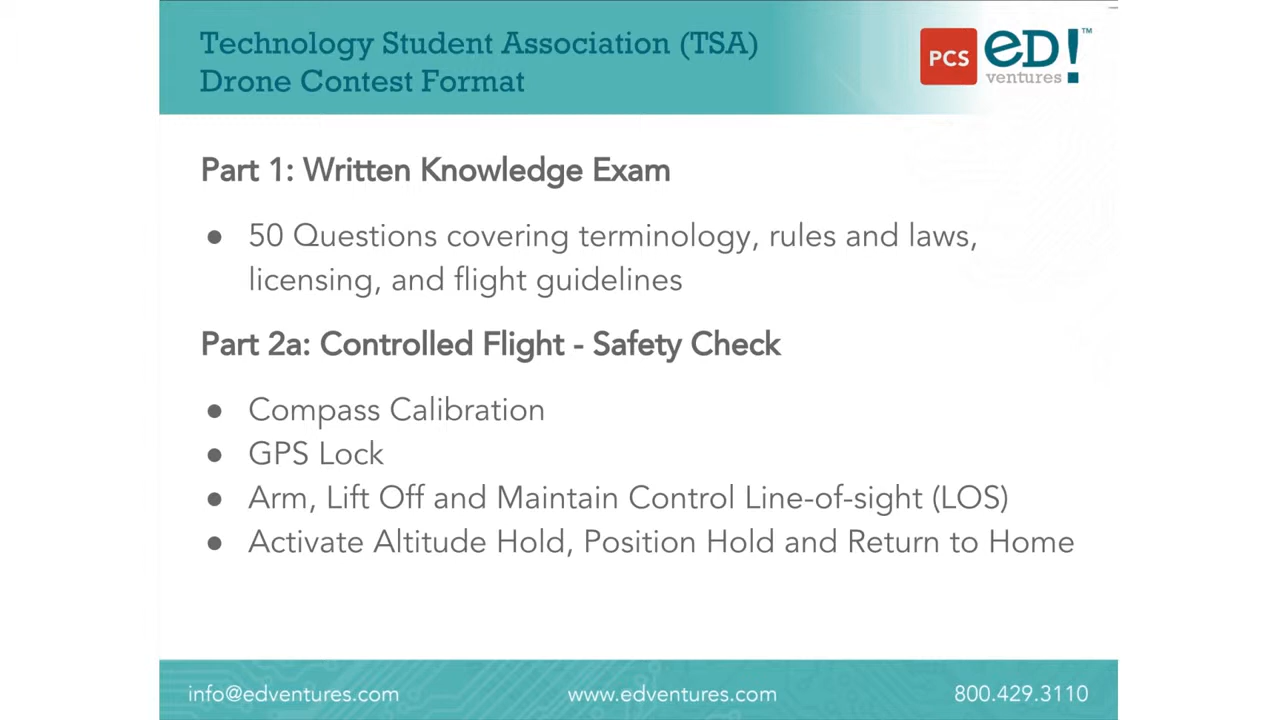 Technology Student Association (TSA)
Drone Contest Format
PCS
eD!™
ventures
Part 1: Written Knowledge Exam
● 50 Questions covering terminology, rules and laws,
licensing, and flight guidelines
Part 2a: Controlled Flight - Safety Check
● Compass Calibration
● GPS Lock
● Arm, Lift Off and Maintain Control Line-of-sight (LOS)
● Activate Altitude Hold, Position Hold and Return to Home
info@edventures.com
www.edventures.com
800.429.3110